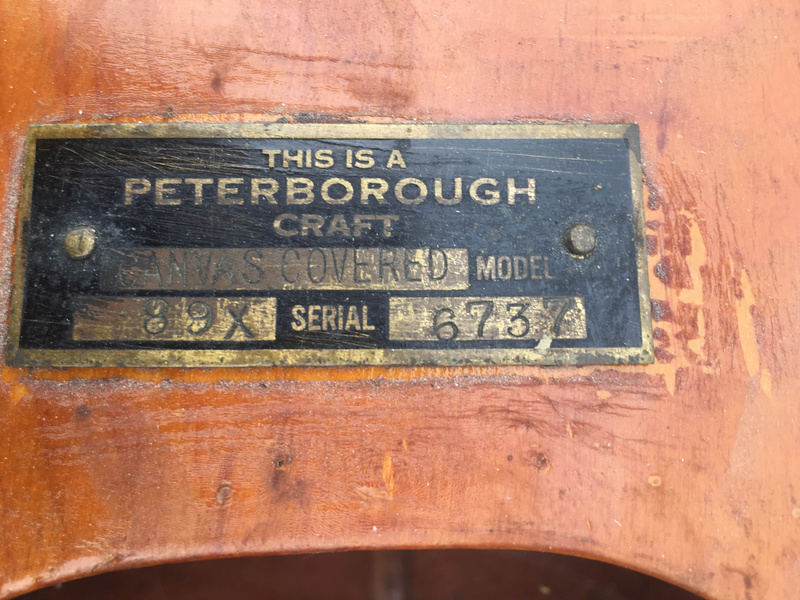 THIS IS A
PETERBOROUGH
CRAFT
CANVAS COVERED MODEL
89X SERIAL 6737